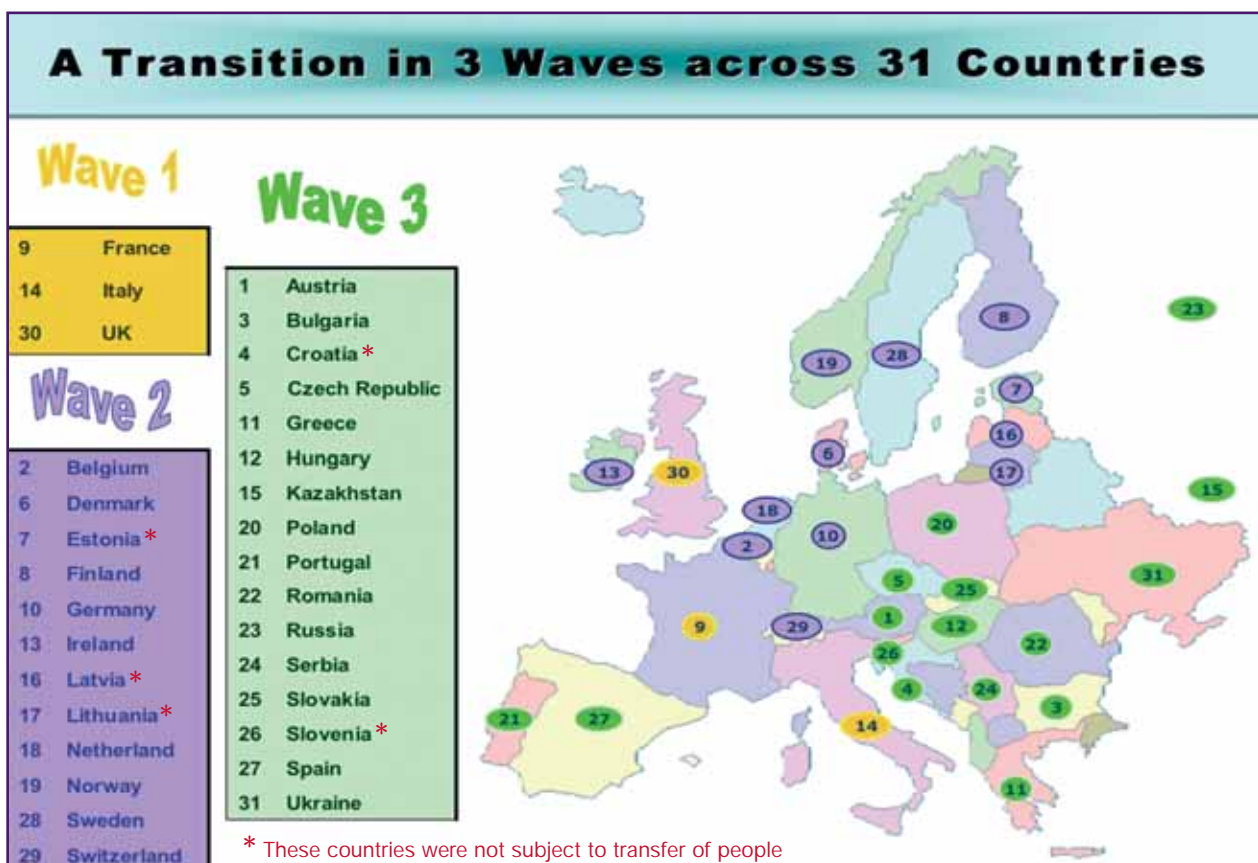 A Transition in 3 Waves across 31 Countries
Wave 1
9 France
14 Italy
30 UK
Wave 2
2 Belgium
6 Denmark
7 Estonia *
8 Finland
10 Germany
13 Ireland
16 Latvia *
17 Lithuania *
18 Netherland
19 Norway
28 Sweden
29 Switzerland
Wave 3
1 Austria
3 Bulgaria
4 Croatia *
5 Czech Republic
11 Greece
12 Hungary
15 Kazakhstan
20 Poland
21 Portugal
22 Romania
23 Russia
24 Serbia
25 Slovakia
26 Slovenia *
27 Spain
31 Ukraine
* These countries were not subject to transfer of people
8
23
19
28
7
16
6
13
30
17
15
18
20
10
2
5
31
25
9
29
1
12
22
26
4
24
3
21
27
14
11